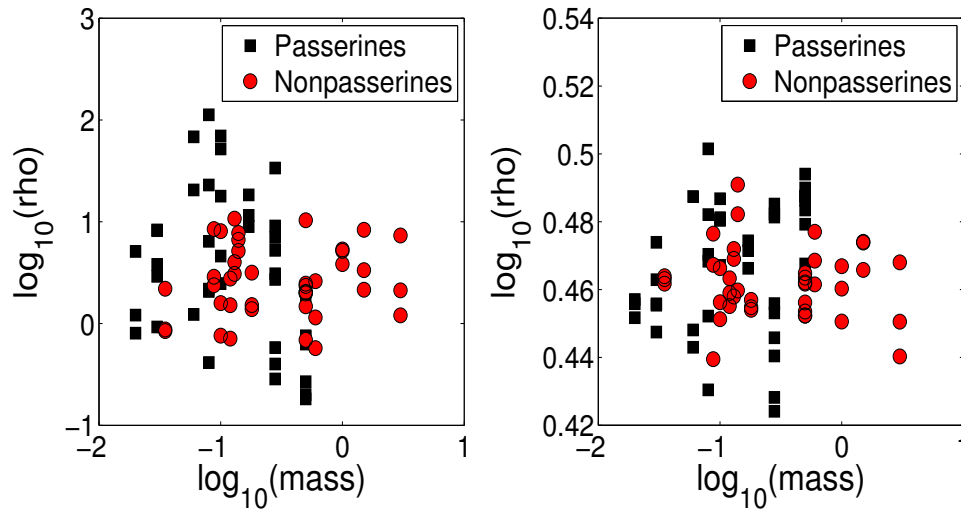 3
2
1
0
−1
−2
−1
0
1
log10(rho)
log10(mass)
Passerines
Nonpasserines
0.54
0.52
0.5
0.48
0.46
0.44
0.42
−2
−1
0
1
log10(rho)
log10(mass)
Passerines
Nonpasserines